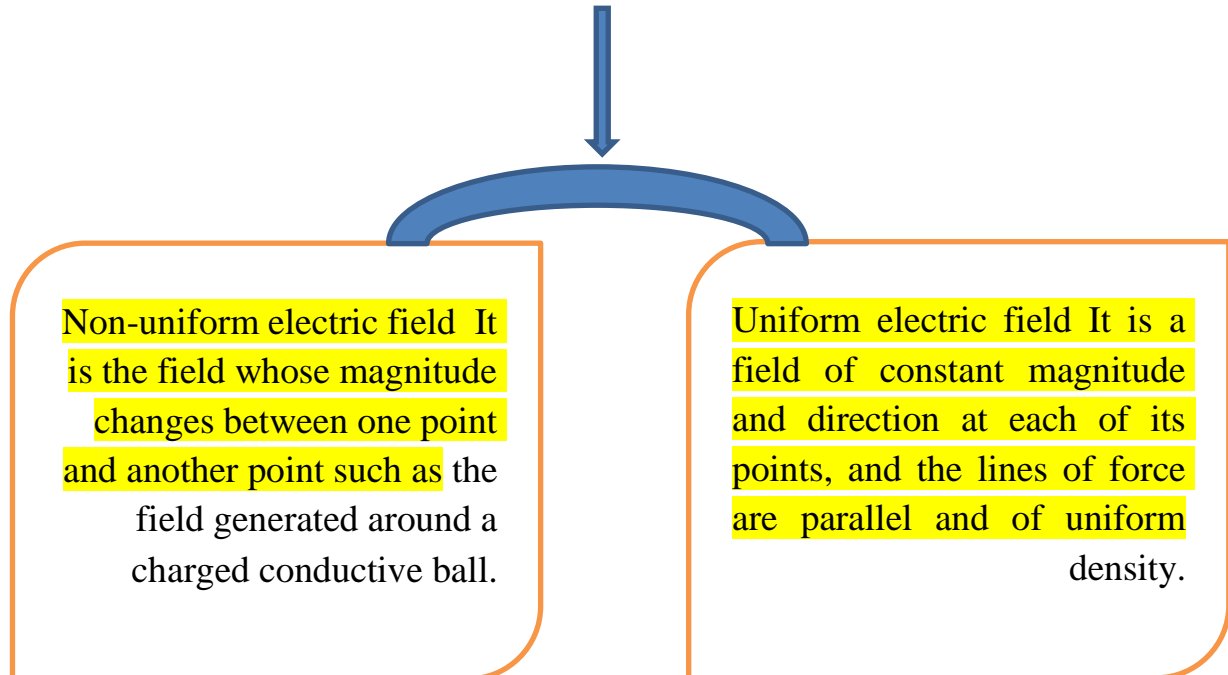 Non-uniform electric field It
is the field whose magnitude
changes between one point
and another point such as the
field generated around a
charged conductive ball.
Uniform electric field It is a
field of constant magnitude
and direction at each of its
points, and the lines of force
are parallel and of uniform
density.